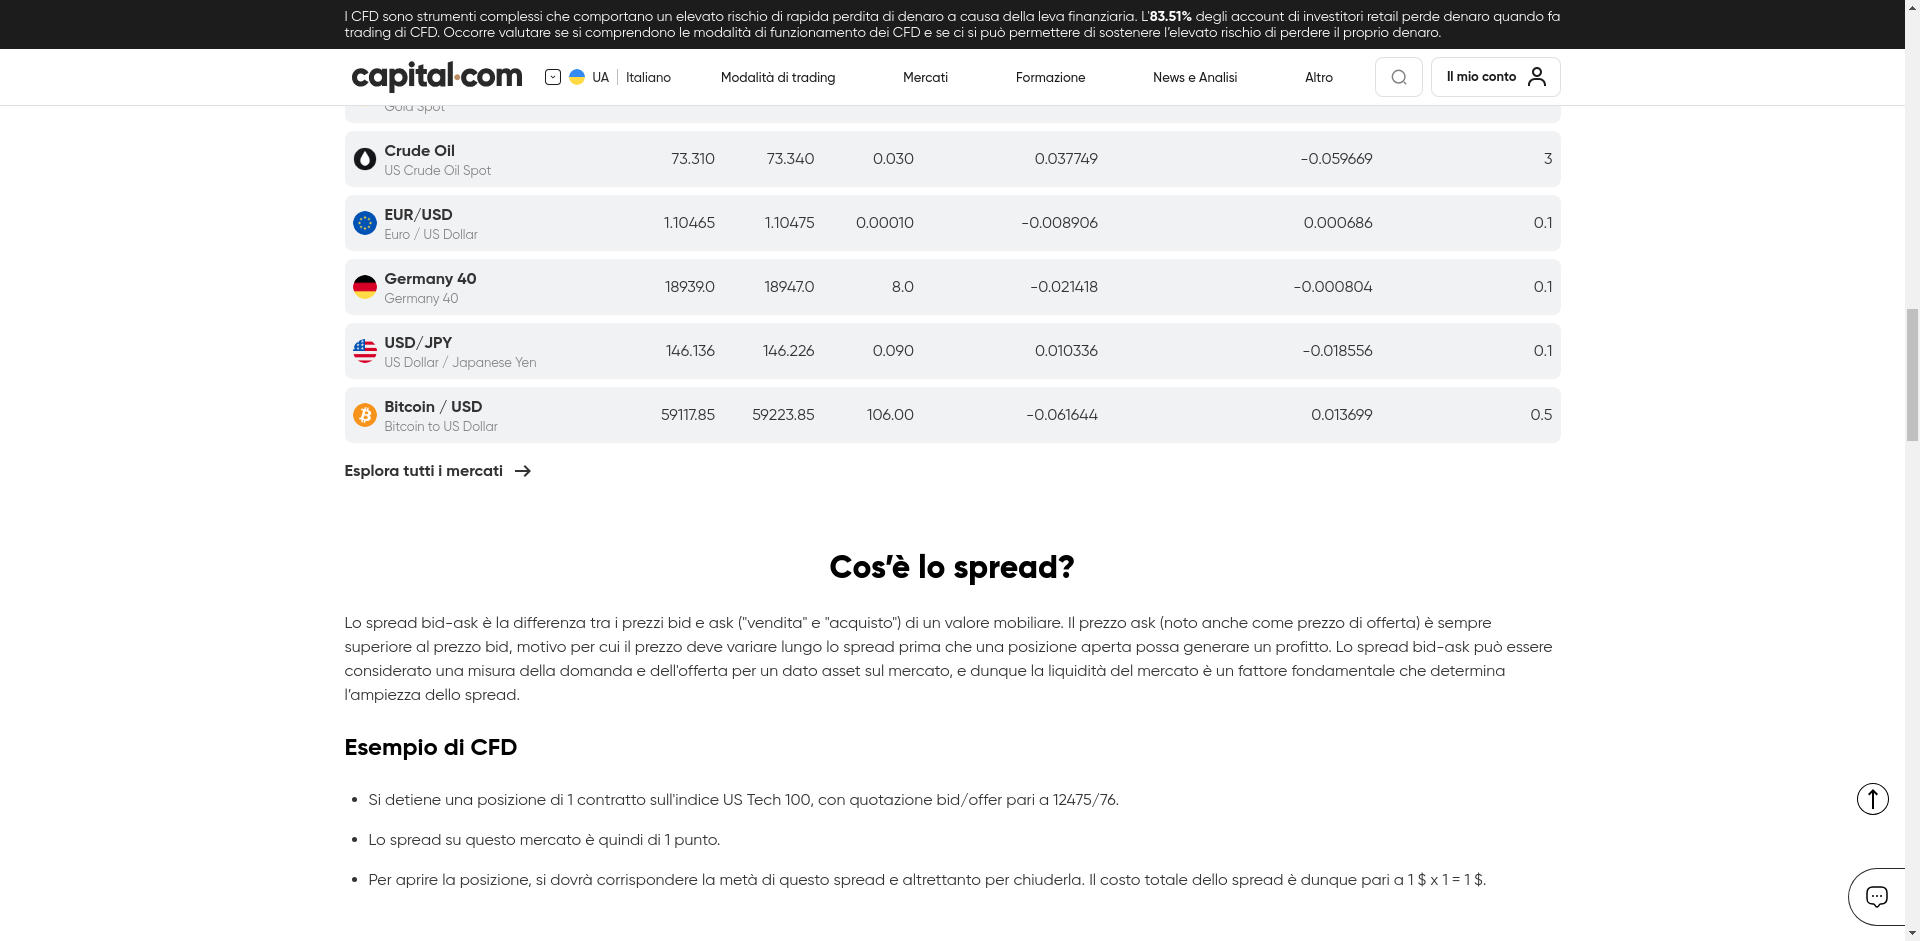 I CFD sono strumenti complessi che comportano un elevato rischio di rapida perdita di denaro a causa della leva finanziaria. L'83.51% degli account di investitori retail perde denaro quando fa
trading di CFD. Occorre valutare se si comprendono le modalità di funzionamento dei CFD e se ci si può permettere di sostenere l'elevato rischio di perdere il proprio denaro.
capital.com UA Italiano Modalità di trading Mercati Formazione News e Analisi Altro Il mio conto
Gold Spot
Crude Oil
US Crude Oil Spot
73.310 73.340 0.030 0.037749 -0.059669 3
EUR/USD
Euro / US Dollar
1.10465 1.10475 0.00010 -0.008906 0.000686 0.1
Germany 40
Germany 40
18939.0 18947.0 8.0 -0.021418 -0.000804 0.1
USD/JPY
US Dollar / Japanese Yen
146.136 146.226 0.090 0.010336 -0.018556 0.1
Bitcoin / USD
Bitcoin to US Dollar
59117.85 59223.85 106.00 -0.061644 0.013699 0.5
Esplora tutti i mercati
Cos'è lo spread?
Lo spread bid-ask è la differenza tra i prezzi bid e ask ("vendita" e "acquisto") di un valore mobiliare. Il prezzo ask (noto anche come prezzo di offerta) è sempre
superiore al prezzo bid, motivo per cui il prezzo deve variare lungo lo spread prima che una posizione aperta possa generare un profitto. Lo spread bid-ask può essere
considerato una misura della domanda e dell'offerta per un dato asset sul mercato, e dunque la liquidità del mercato è un fattore fondamentale che determina
l'ampiezza dello spread.
Esempio di CFD
• Si detiene una posizione di 1 contratto sull'indice US Tech 100, con quotazione bid/offer pari a 12475/76.
• Lo spread su questo mercato è quindi di 1 punto.
• Per aprire la posizione, si dovrà corrispondere la metà di questo spread e altrettanto per chiuderla. Il costo totale dello spread è dunque pari a 1 $ x 1 = 1 $.